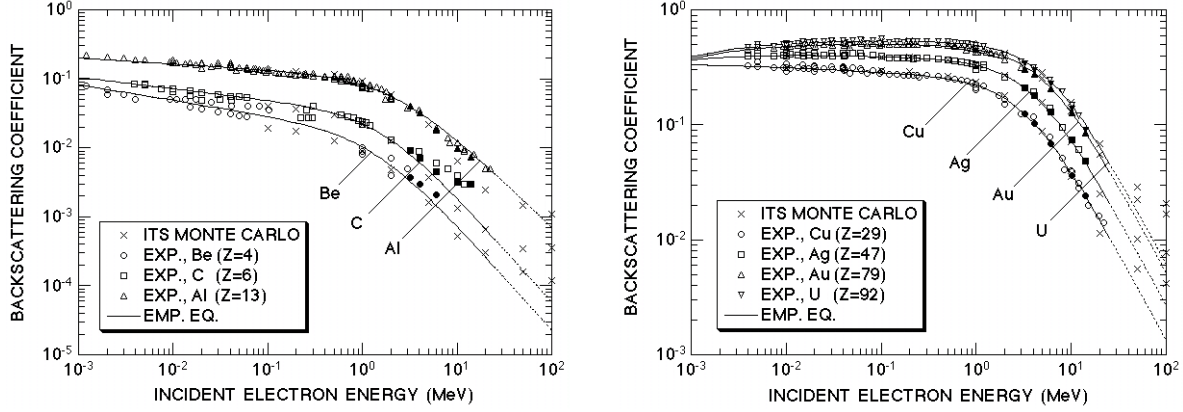 BACKSCATTERING COEFFICIENT
10^0
10^-1
10^-2
10^-3
10^-4
10^-5
Be
C
Al
ITS MONTE CARLO
EXP., Be (Z=4)
EXP., C (Z=6)
EXP., Al (Z=13)
EMP. EQ.
10^-3
10^-2
10^-1
10^0
10^1
10^2
INCIDENT ELECTRON ENERGY (MeV)
BACKSCATTERING COEFFICIENT
10^0
10^-1
10^-2
10^-3
Cu
Ag
Au
U
ITS MONTE CARLO
EXP., Cu (Z=29)
EXP., Ag (Z=47)
EXP., Au (Z=79)
EXP., U (Z=92)
EMP. EQ.
10^-3
10^-2
10^-1
10^0
10^1
10^2
INCIDENT ELECTRON ENERGY (MeV)